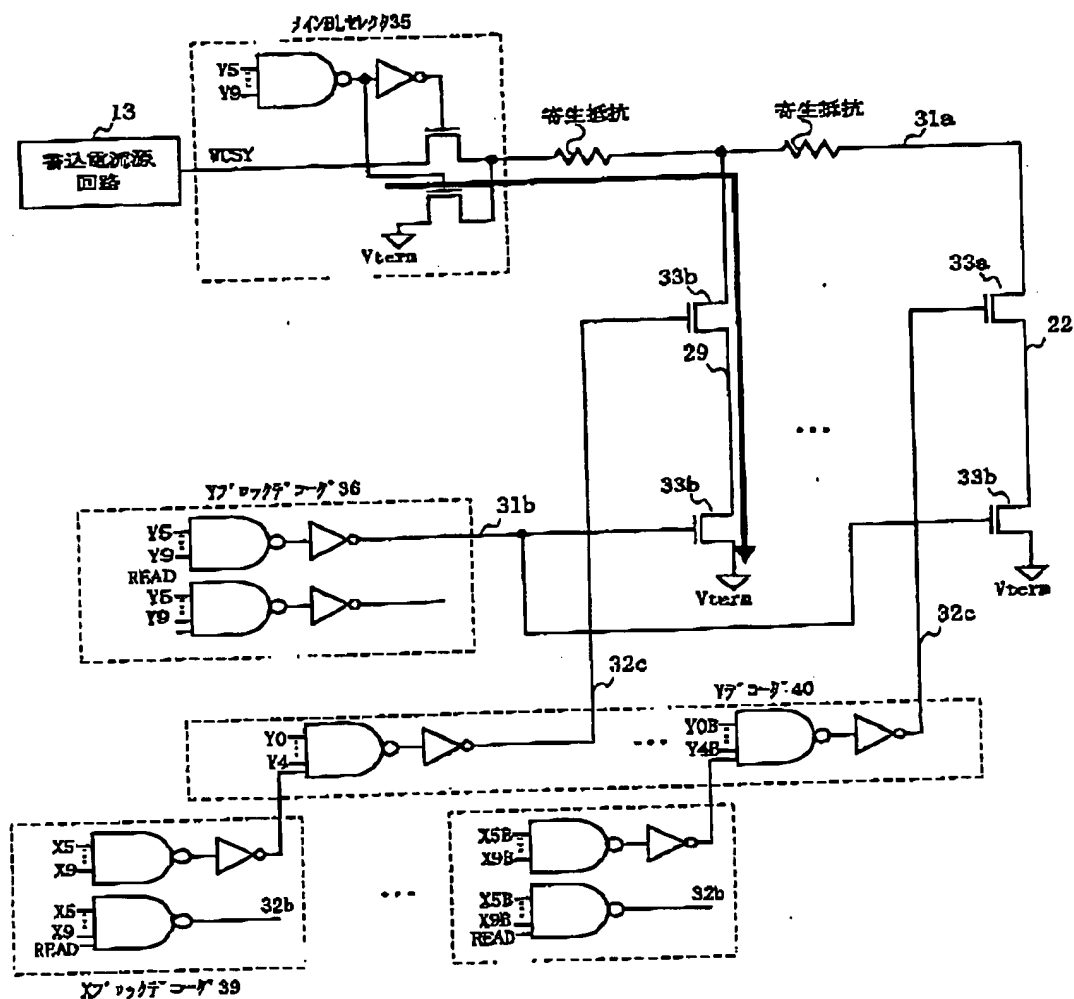 メインBLセレクタ35
Y5
Y9
13
書込電流源
回路
WCSY
Vterm
寄生抵抗
寄生抵抗
31a
33b
33a
29
22
33b
33b
Vterm
Vterm
Yブロックデコーダ36
Y5
Y9
READ
Y5
Y9
31b
32c
32c
Yデコーダ40
Y0
Y4
Y0B
Y4B
X5
X9
X5
X9
READ
32b
X5B
X9B
X5B
X9B
READ
32b
Xブロックデコーダ39